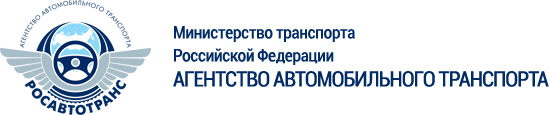 АГЕНТСТВО АВТОМОБИЛЬНОГО ТРАНСПОРТА
РОСАВТОТРАНС
Министерство транспорта
Российской Федерации
АГЕНТСТВО АВТОМОБИЛЬНОГО ТРАНСПОРТА